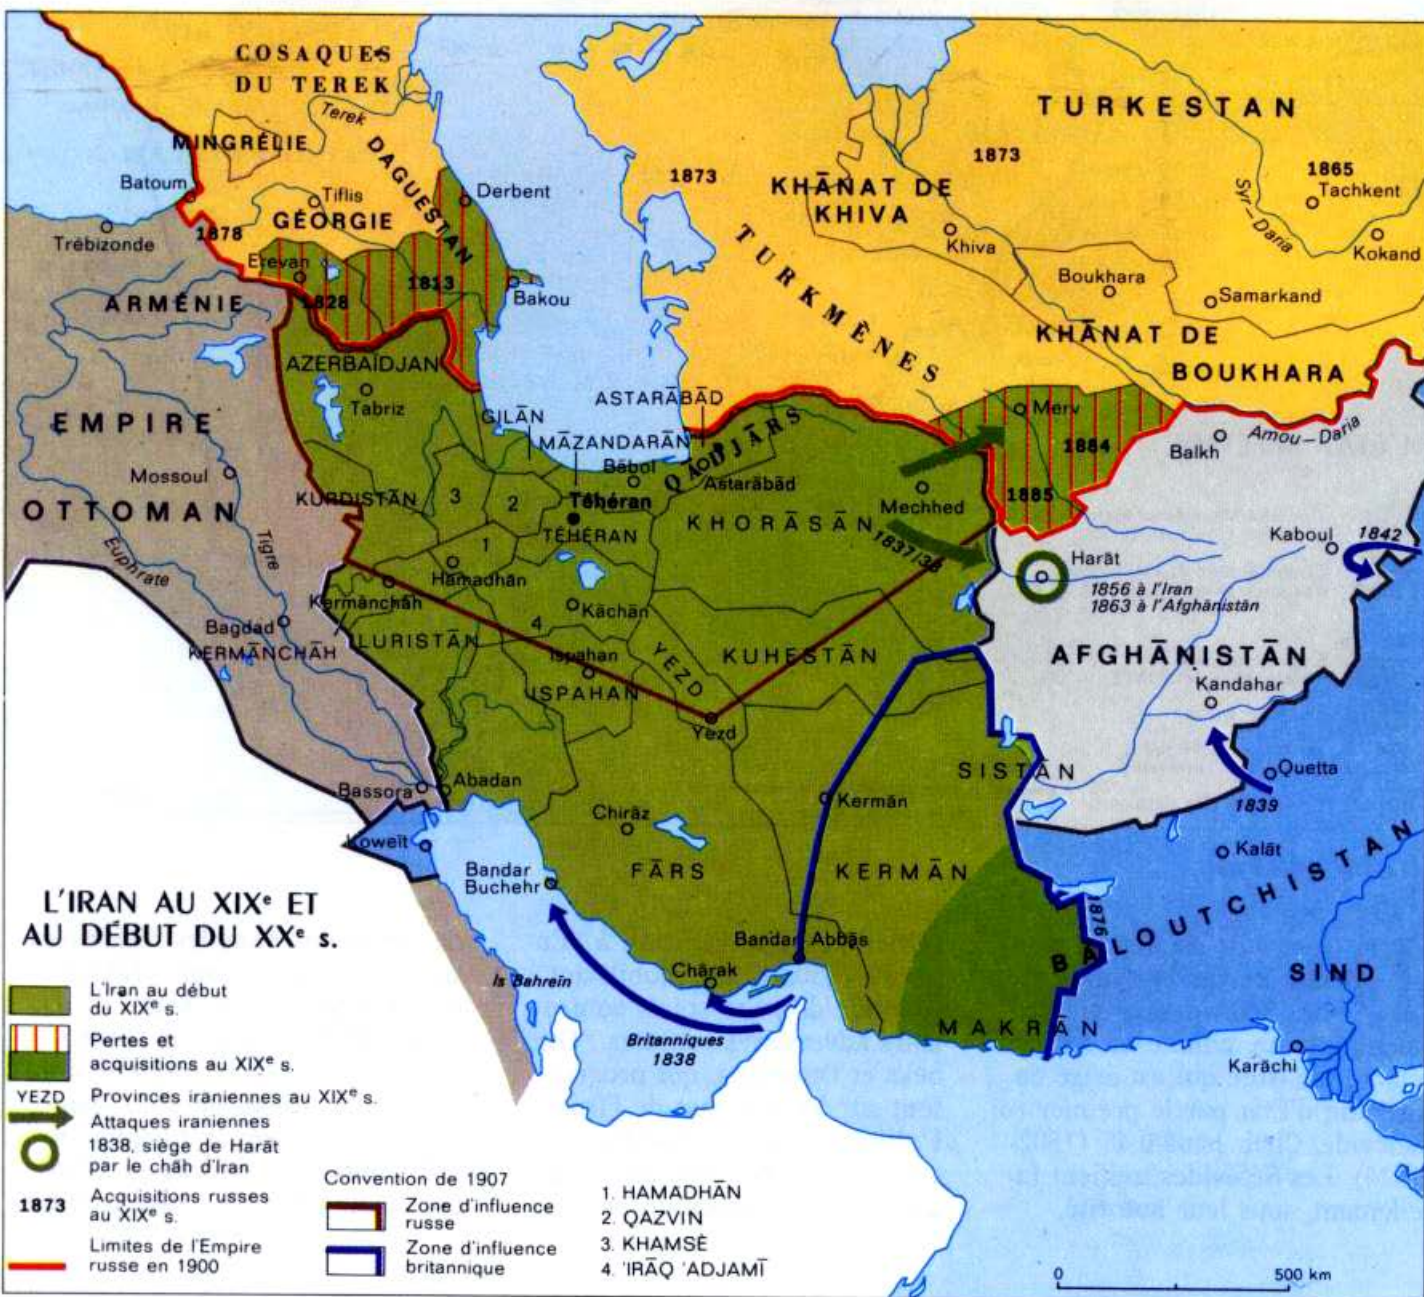 COSAQUES
DU TEREK
Terek
MINGRÉLIE
Batoum
DAGUESTAN
Derbent
Tiflis
GÉORGIE
Trébizonde
1878
Erevan
1828
1813
Bakou
ARMÉNIE
1873
KHĀNAT DE
KHIVA
1873
TURKESTAN
1865
Tachkent
Syr-Daria
Kokand
Khiva
Boukhara
Samarkand
TURKMÈNES
KHĀNAT DE
BOUKHARA
AZERBAÏDJAN
Tabriz
GILĀN
ASTARĀBĀD
MĀZANDARĀN
Bābol
QĀDJĀRS
Astarābād
Merv
1884
1885
Balkh
Amou-Daria
EMPIRE
OTTOMAN
Mossoul
Tigre
Euphrate
KURDISTĀN
3
2
1
Téhéran
TÉHÉRAN
KHORĀSĀN
Mechhed
1837/38
Kaboul
1842
Harāt
1856 à l'Iran
1863 à l'Afghānistān
Hamadhān
Kermānchāh
Kāchān
4
Bagdad
KERMĀNCHĀH
LURISTĀN
Ispahan
ISPAHAN
YEZD
KUHESTĀN
AFGHĀNISTĀN
Kandahar
Yezd
Bassora
Abadan
SISTĀN
Quetta
1839
Kermān
Chirāz
Koweït
Kalāt
Bandar
Buchehr
FĀRS
KERMĀN
BALOUTCHISTAN
1876
Bandar Abbās
SIND
Is Bahreïn
Chārak
MAKRĀN
Britanniques
1838
Karāchi
L'IRAN AU XIXe ET
AU DÉBUT DU XXe s.
L'Iran au début
du XIXe s.
Pertes et
acquisitions au XIXe s.
YEZD Provinces iraniennes au XIXe s.
Attaques iraniennes
1838, siège de Harāt
par le chāh d'Iran
1873 Acquisitions russes
au XIXe s.
Limites de l'Empire
russe en 1900
Convention de 1907
Zone d'influence
russe
Zone d'influence
britannique
1. HAMADHĀN
2. QAZVIN
3. KHAMSÈ
4. 'IRĀQ 'ADJAMĪ
0 500 km